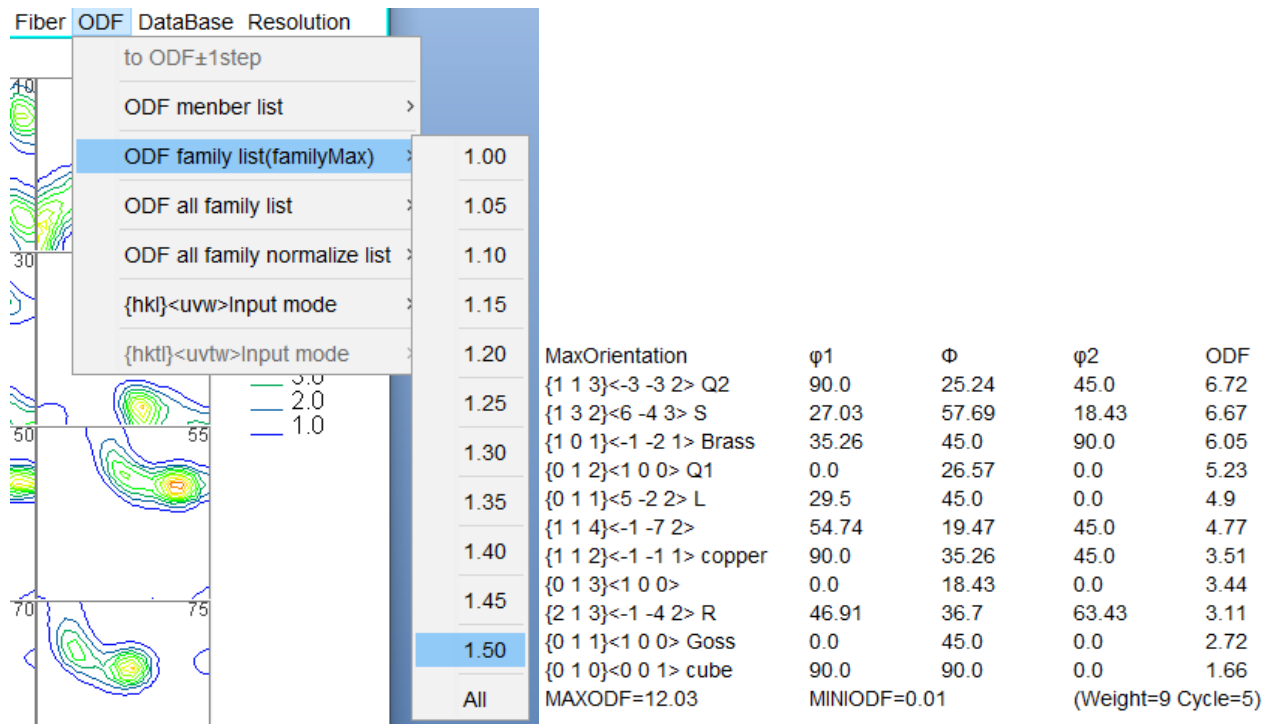 Fiber ODF DataBase Resolution
to ODF±1step
ODF menber list
ODF family list(familyMax)
ODF all family list
ODF all family normalize list
{hkl}<uvw>Input mode
{hktl}<uvtw>Input mode
1.00
1.05
1.10
1.15
1.20
1.25
1.30
1.35
1.40
1.45
1.50
All
30
3.0
2.0
1.0
50 55
70 75
MaxOrientation φ1 Φ φ2 ODF
{1 1 3}<-3 -3 2> Q2 90.0 25.24 45.0 6.72
{1 3 2}<6 -4 3> S 27.03 57.69 18.43 6.67
{1 0 1}<-1 -2 1> Brass 35.26 45.0 90.0 6.05
{0 1 2}<1 0 0> Q1 0.0 26.57 0.0 5.23
{0 1 1}<5 -2 2> L 29.5 45.0 0.0 4.9
{1 1 4}<-1 -7 2> 54.74 19.47 45.0 4.77
{1 1 2}<-1 -1 1> copper 90.0 35.26 45.0 3.51
{0 1 3}<1 0 0> 0.0 18.43 0.0 3.44
{2 1 3}<-1 -4 2> R 46.91 36.7 63.43 3.11
{0 1 1}<1 0 0> Goss 0.0 45.0 0.0 2.72
{0 1 0}<0 0 1> cube 90.0 90.0 0.0 1.66
MAXODF=12.03 MINIODF=0.01 (Weight=9 Cycle=5)